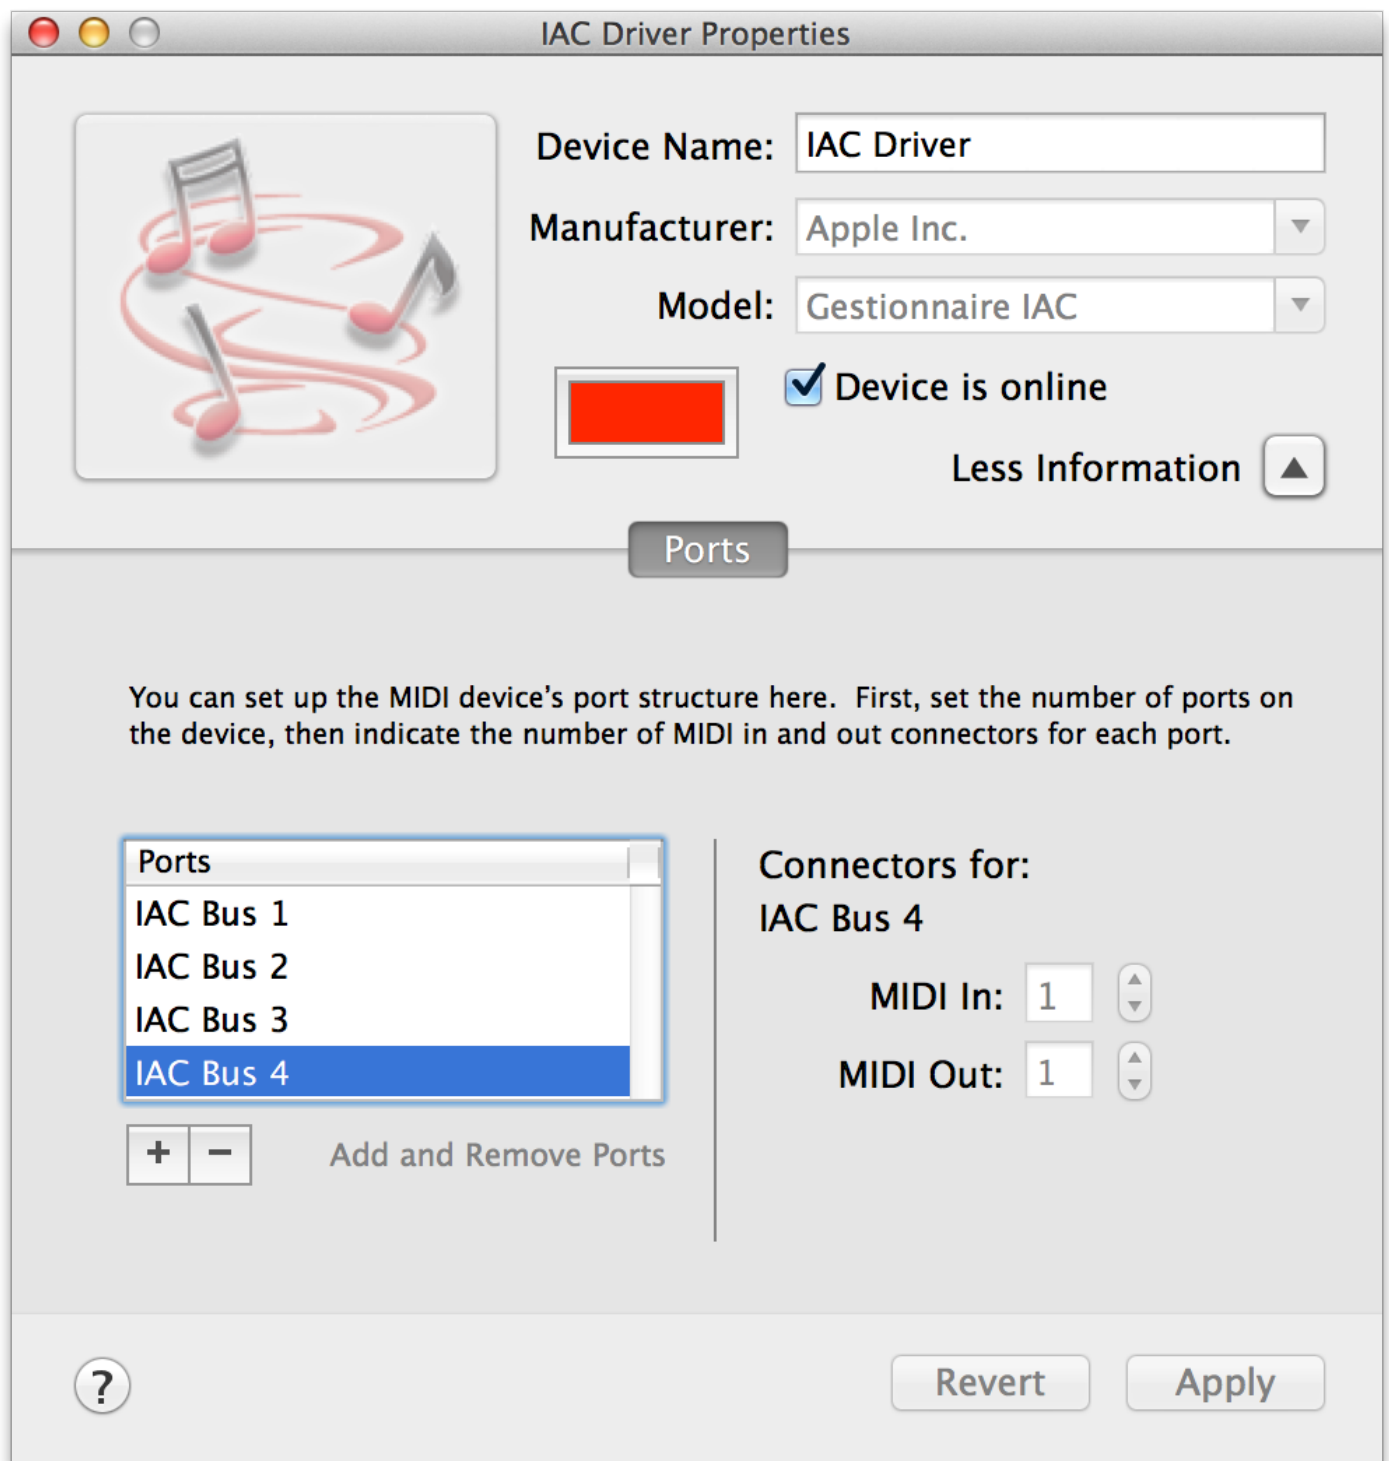 IAC Driver Properties
Device Name: IAC Driver
Manufacturer: Apple Inc.
Model: Gestionnaire IAC
Device is online
Less Information
Ports
You can set up the MIDI device's port structure here.  First, set the number of ports on
the device, then indicate the number of MIDI in and out connectors for each port.
Ports
IAC Bus 1
IAC Bus 2
IAC Bus 3
IAC Bus 4
+ −
Add and Remove Ports
Connectors for:
IAC Bus 4
MIDI In: 1
MIDI Out: 1
?
Revert
Apply